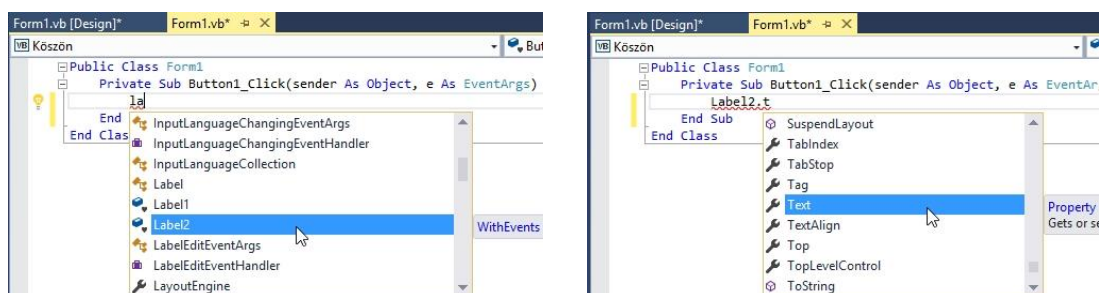 Form1.vb [Design]*
Form1.vb*
VB Köszön
But
Public Class Form1
Private Sub Button1_Click(sender As Object, e As EventArgs)
la
End
End Clas
InputLanguageChangingEventArgs
InputLanguageChangingEventHandler
InputLanguageCollection
Label
Label1
Label2
WithEvents
LabelEditEventArgs
LabelEditEventHandler
LayoutEngine
Form1.vb [Design]*
Form1.vb*
VB Köszön
Public Class Form1
Private Sub Button1_Click(sender As Object, e As EventAr
Label2.t
End Sub
End Class
SuspendLayout
TabIndex
TabStop
Tag
Text
Property
TextAlign
Gets or se
Top
TopLevelControl
ToString